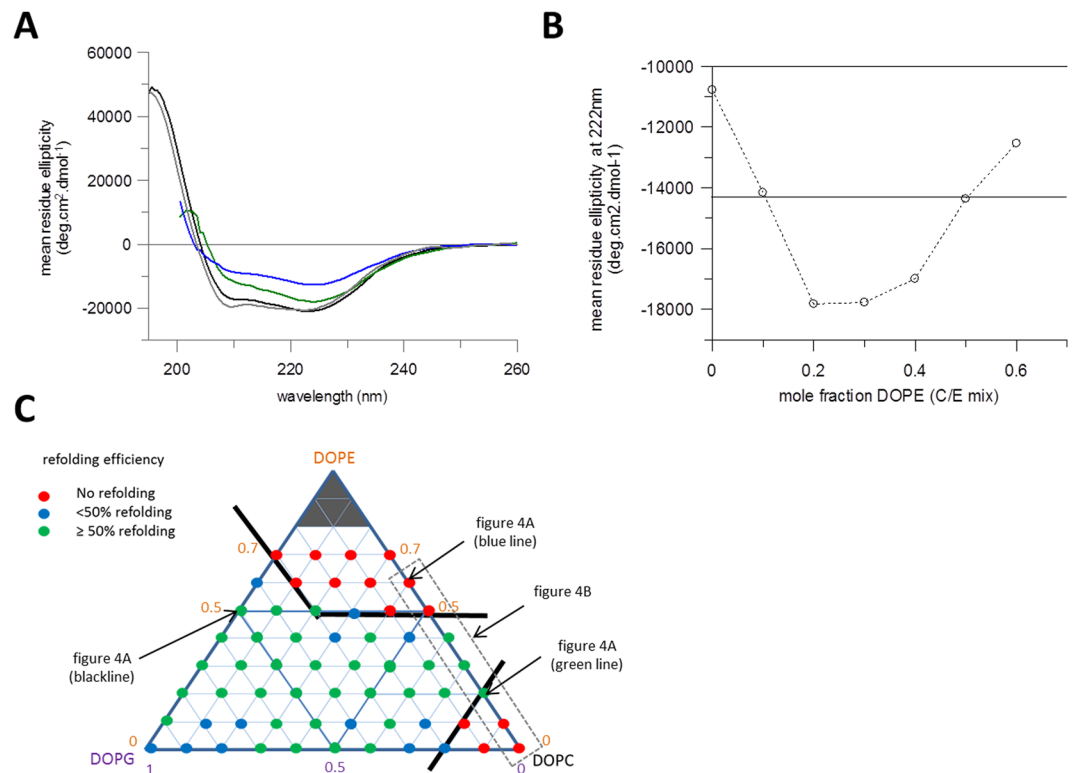 A
60000
40000
20000
0
-20000
mean residue ellipticity
(deg.cm².dmol⁻¹)
200
220
240
260
wavelength (nm)
B
-10000
-12000
-14000
-16000
-18000
mean residue ellipticity at 222nm
(deg.cm2.dmol-1)
0
0.2
0.4
0.6
mole fraction DOPE (C/E mix)
C
refolding efficiency
No refolding
<50% refolding
≥ 50% refolding
DOPE
0.7
0.7
figure 4A
(blue line)
0.5
0.5
figure 4B
figure 4A
(blackline)
figure 4A
(green line)
0
0
DOPG
DOPC
1
0.5
0